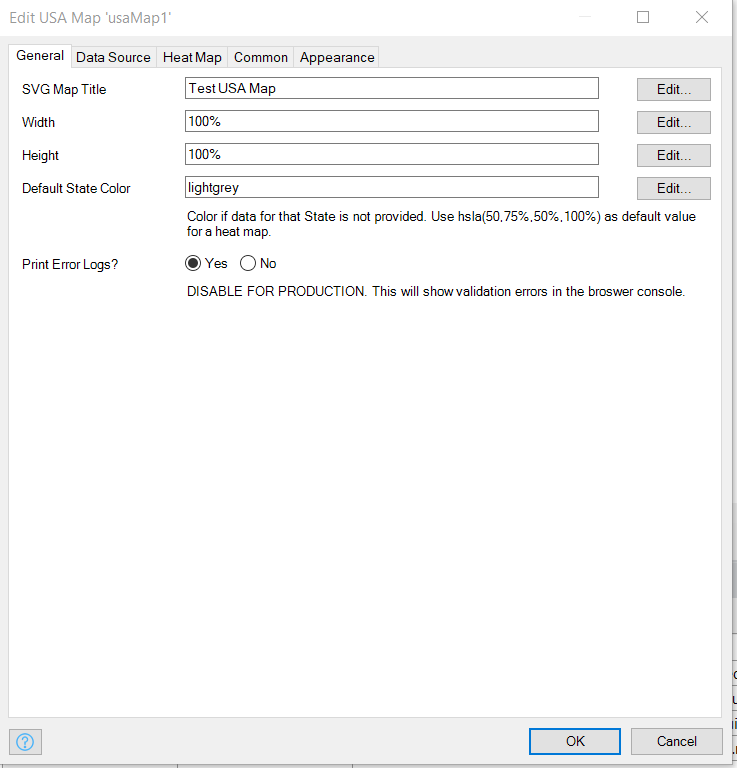 Edit USA Map 'usaMap1'
General Data Source Heat Map Common Appearance
SVG Map Title Test USA Map Edit...
Width 100% Edit...
Height 100% Edit...
Default State Color lightgrey Edit...
Color if data for that State is not provided. Use hsla(50,75%,50%,100%) as default value
for a heat map.
Print Error Logs? Yes No
DISABLE FOR PRODUCTION. This will show validation errors in the broswer console.
OK Cancel